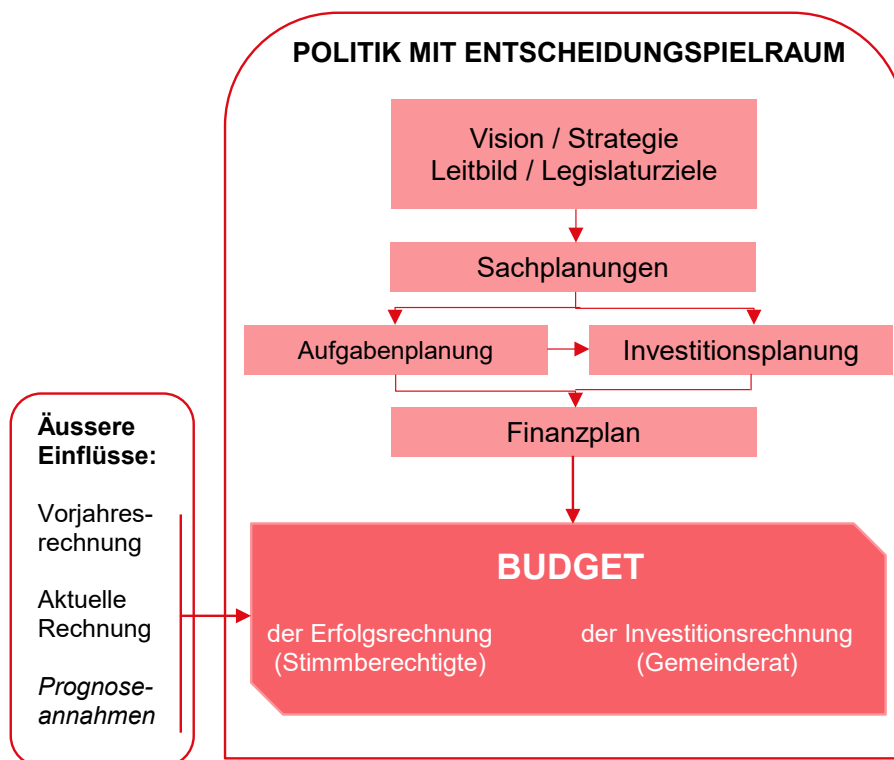 POLITIK MIT ENTSCHEIDUNGSPIELRAUM
Vision / Strategie
Leitbild / Legislaturziele
Sachplanungen
Aufgabenplanung
Investitionsplanung
Finanzplan
Äussere
Einflüsse:
Vorjahres-
rechnung
Aktuelle
Rechnung
Prognose-
annahmen
BUDGET
der Erfolgsrechnung
(Stimmberechtigte)
der Investitionsrechnung
(Gemeinderat)